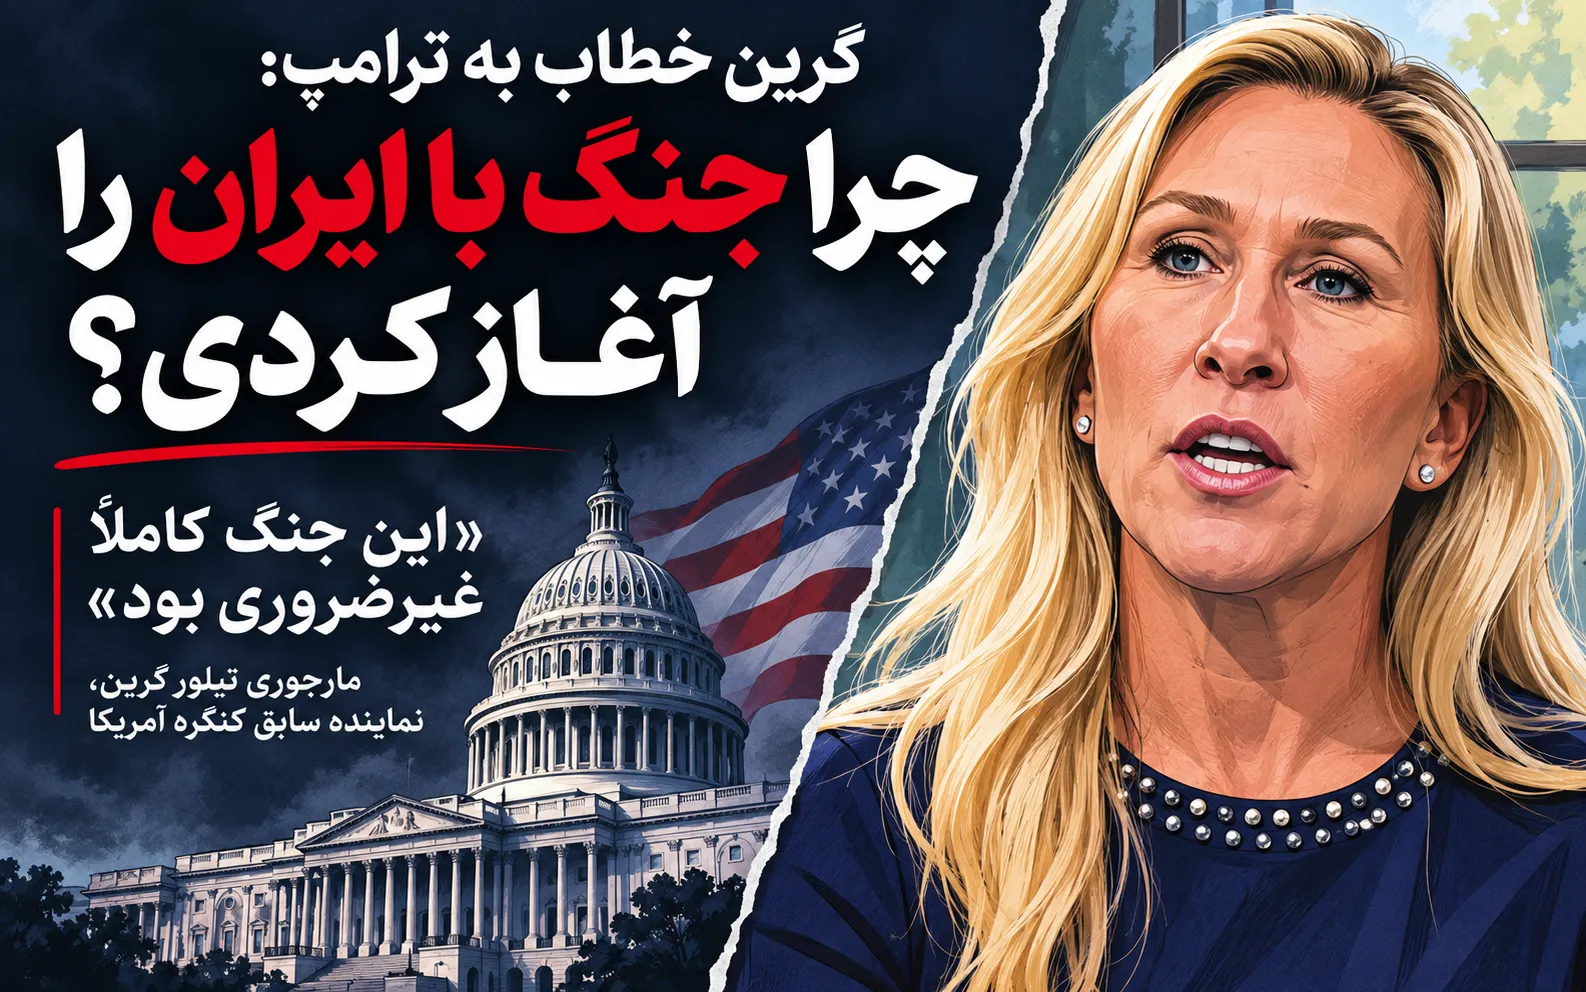 گرین خطاب به ترامپ:
چرا جنگ با ایران را
آغاز کردی؟
«این جنگ کاملاً
غیرضروری بود»
مارجوری تیلور گرین،
نماینده سابق کنگره آمریکا